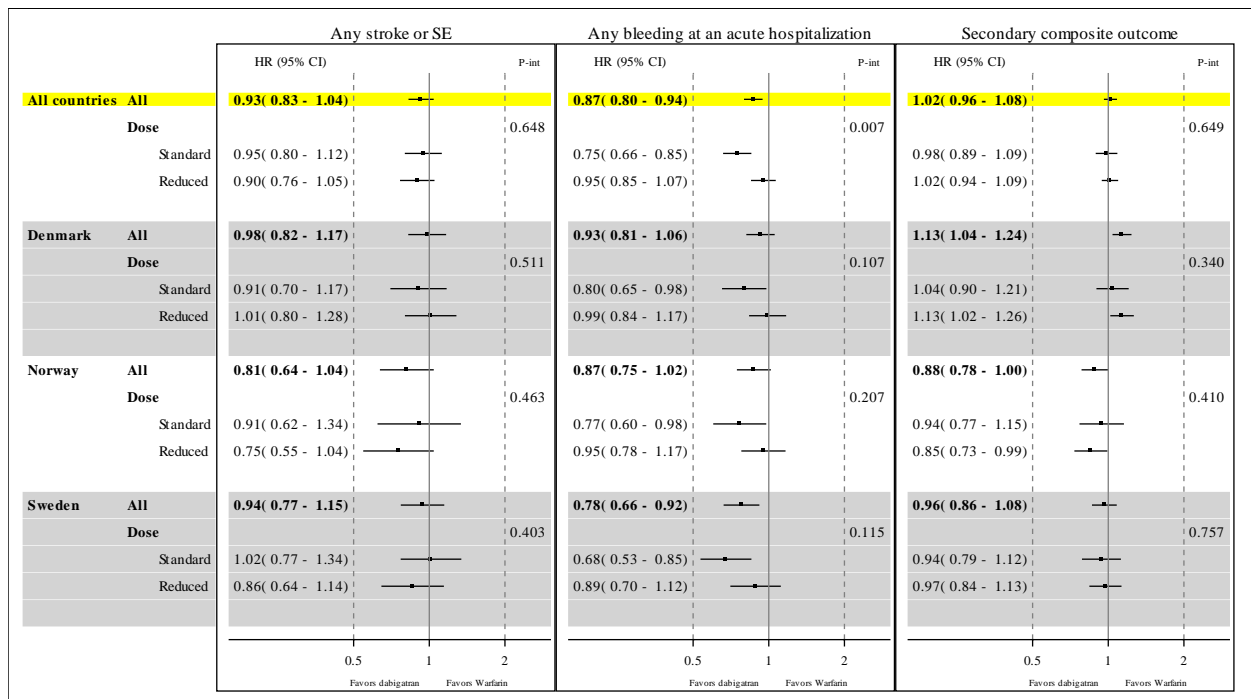 Any stroke or SE Any bleeding at an acute hospitalization Secondary composite outcome
HR (95% CI) P-int HR (95% CI) P-int HR (95% CI) P-int
All countries All 0.93( 0.83 - 1.04) 0.87( 0.80 - 0.94) 1.02( 0.96 - 1.08)
Dose 0.648 0.007 0.649
Standard 0.95( 0.80 - 1.12) 0.75( 0.66 - 0.85) 0.98( 0.89 - 1.09)
Reduced 0.90( 0.76 - 1.05) 0.95( 0.85 - 1.07) 1.02( 0.94 - 1.09)
Denmark All 0.98( 0.82 - 1.17) 0.93( 0.81 - 1.06) 1.13( 1.04 - 1.24)
Dose 0.511 0.107 0.340
Standard 0.91( 0.70 - 1.17) 0.80( 0.65 - 0.98) 1.04( 0.90 - 1.21)
Reduced 1.01( 0.80 - 1.28) 0.99( 0.84 - 1.17) 1.13( 1.02 - 1.26)
Norway All 0.81( 0.64 - 1.04) 0.87( 0.75 - 1.02) 0.88( 0.78 - 1.00)
Dose 0.463 0.207 0.410
Standard 0.91( 0.62 - 1.34) 0.77( 0.60 - 0.98) 0.94( 0.77 - 1.15)
Reduced 0.75( 0.55 - 1.04) 0.95( 0.78 - 1.17) 0.85( 0.73 - 0.99)
Sweden All 0.94( 0.77 - 1.15) 0.78( 0.66 - 0.92) 0.96( 0.86 - 1.08)
Dose 0.403 0.115 0.757
Standard 1.02( 0.77 - 1.34) 0.68( 0.53 - 0.85) 0.94( 0.79 - 1.12)
Reduced 0.86( 0.64 - 1.14) 0.89( 0.70 - 1.12) 0.97( 0.84 - 1.13)
0.5 1 2 0.5 1 2 0.5 1 2
Favors dabigatran Favors Warfarin Favors dabigatran Favors Warfarin Favors dabigatran Favors Warfarin